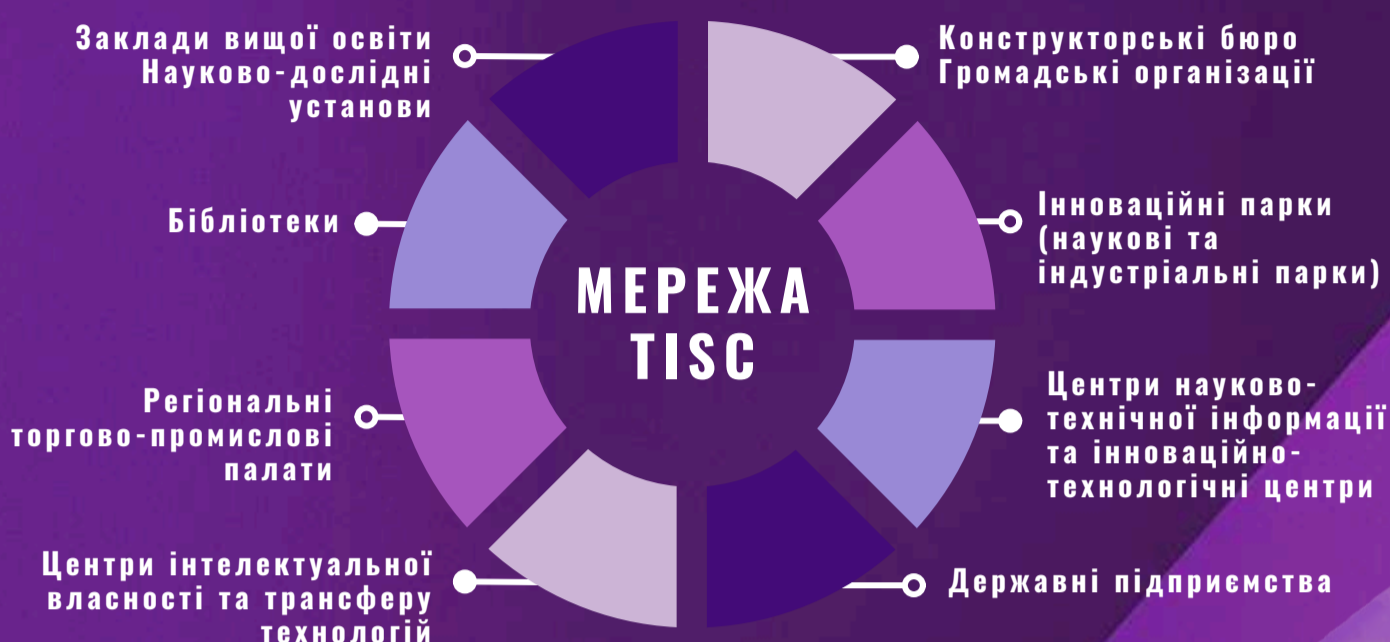 Заклади вищої освіти
Науково-дослідні
установи
Конструкторські бюро
Громадські організації
Бібліотеки
Інноваційні парки
(наукові та
індустріальні парки)
МЕРЕЖА
TISC
Регіональні
торгово-промислові
палати
Центри науково-
технічної інформації
та інноваційно-
технологічні центри
Центри інтелектуальної
власності та трансферу
технологій
Державні підприємства